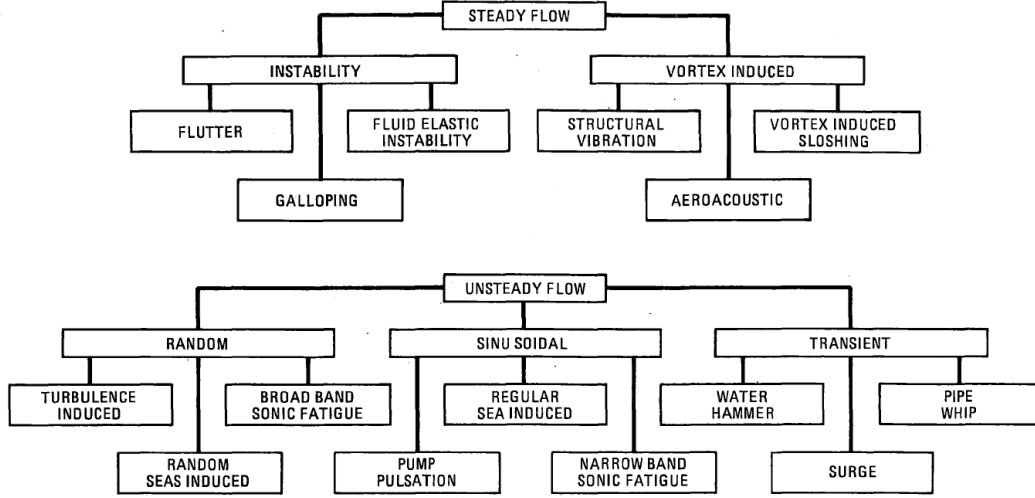 STEADY FLOW
INSTABILITY
VORTEX INDUCED
FLUTTER
FLUID ELASTIC
INSTABILITY
STRUCTURAL
VIBRATION
VORTEX INDUCED
SLOSHING
GALLOPING
AEROACOUSTIC
UNSTEADY FLOW
RANDOM
SINU SOIDAL
TRANSIENT
TURBULENCE
INDUCED
BROAD BAND
SONIC FATIGUE
REGULAR
SEA INDUCED
WATER
HAMMER
PIPE
WHIP
RANDOM
SEAS INDUCED
PUMP
PULSATION
NARROW BAND
SONIC FATIGUE
SURGE